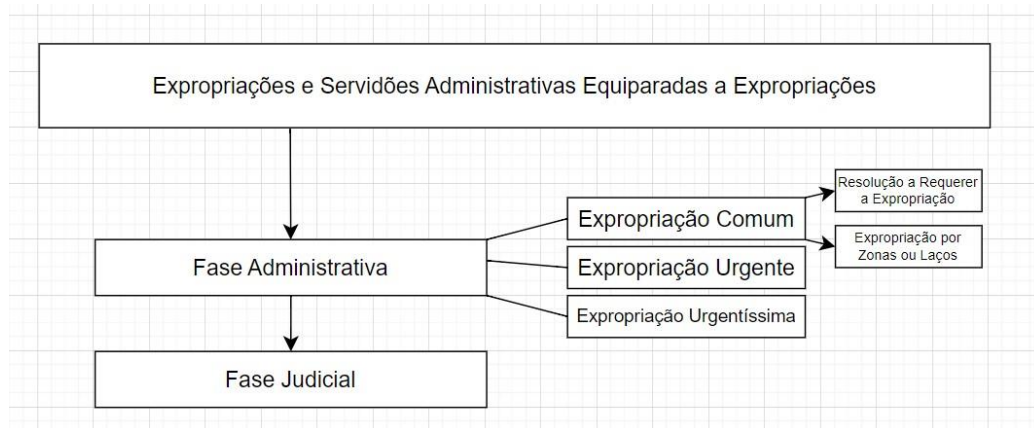 Expropriações e Servidões Administrativas Equiparadas a Expropriações
Resolução a Requerer
a Expropriação
Expropriação Comum
Expropriação por
Zonas ou Laços
Fase Administrativa
Expropriação Urgente
Expropriação Urgentíssima
Fase Judicial